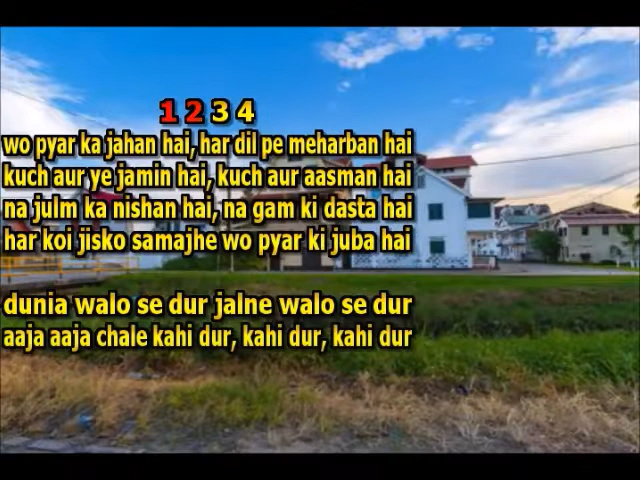 1 2 3 4
wo pyar ka jahan hai, har dil pe meharban hai
kuch aur ye jamin hai, kuch aur aasman hai
na julm ka nishan hai, na gam ki dasta hai
har koi jisko samajhe wo pyar ki juba hai
dunia walo se dur jalne walo se dur
aaja aaja chale kahi dur, kahi dur, kahi dur